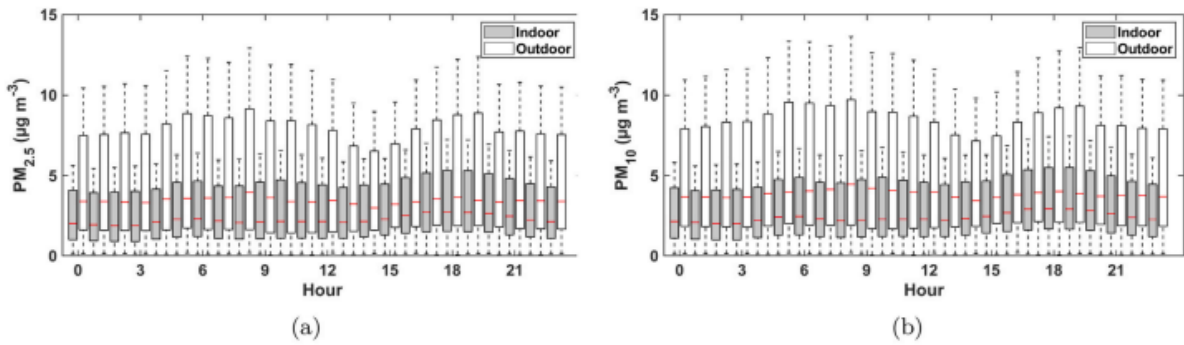 15
10
5
0
PM2.5 (µg m-3)
Indoor
Outdoor
0 3 6 9 12 15 18 21
Hour
(a)
15
10
5
0
PM10 (µg m-3)
Indoor
Outdoor
0 3 6 9 12 15 18 21
Hour
(b)